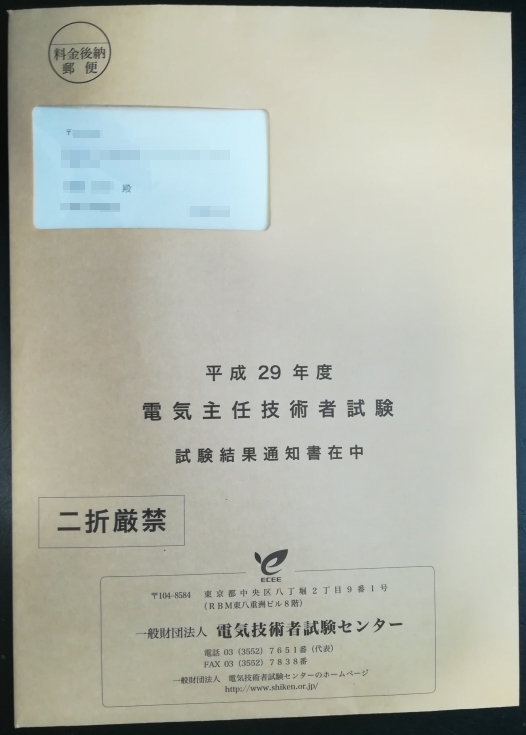 料金後納
郵便
〒
殿
平成29年度
電気主任技術者試験
試験結果通知書在中
二折厳禁
ECEE
〒104-8584 東京都中央区八丁堀2丁目9番1号
(RBM東八重洲ビル8階)
一般財団法人 電気技術者試験センター
電話 03 (3552) 7651番 (代表)
FAX 03 (3552) 7838番
一般財団法人 電気技術者試験センターのホームページ
http://www.shiken.or.jp/